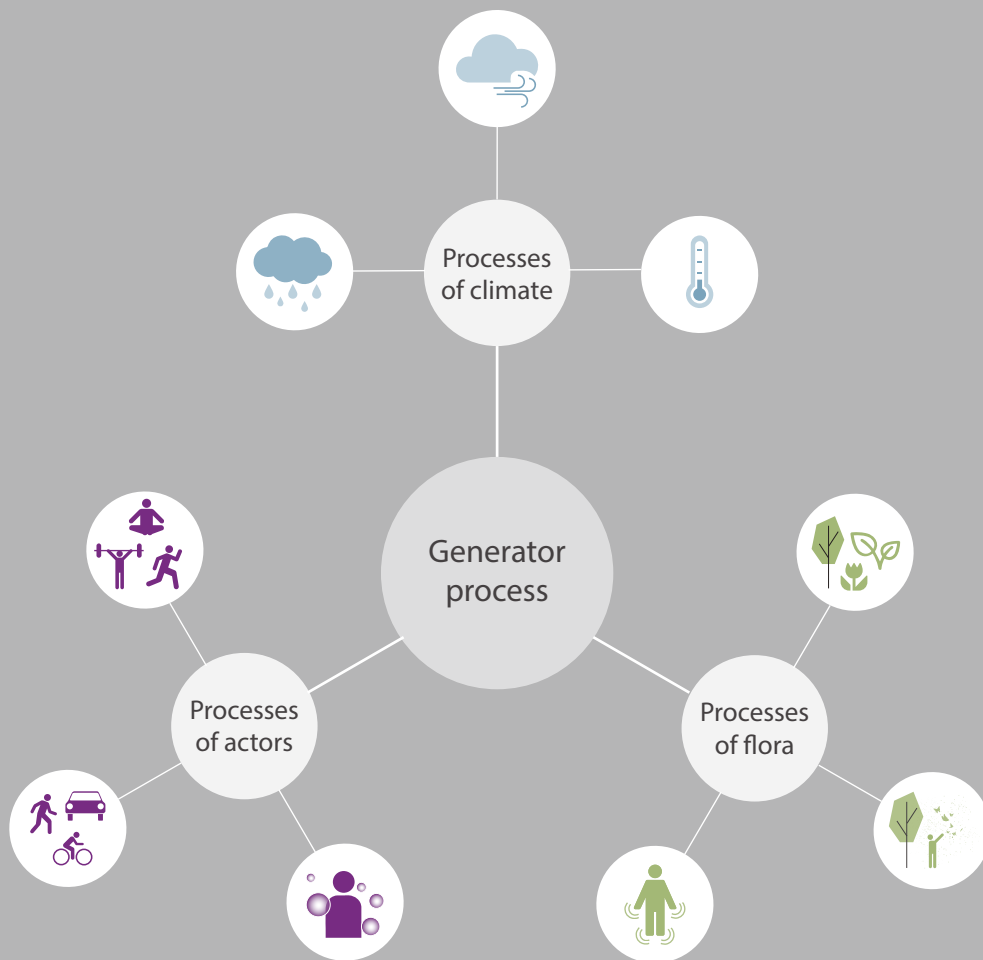 Processes
of climate
Generator
process
Processes
of actors
Processes
of flora